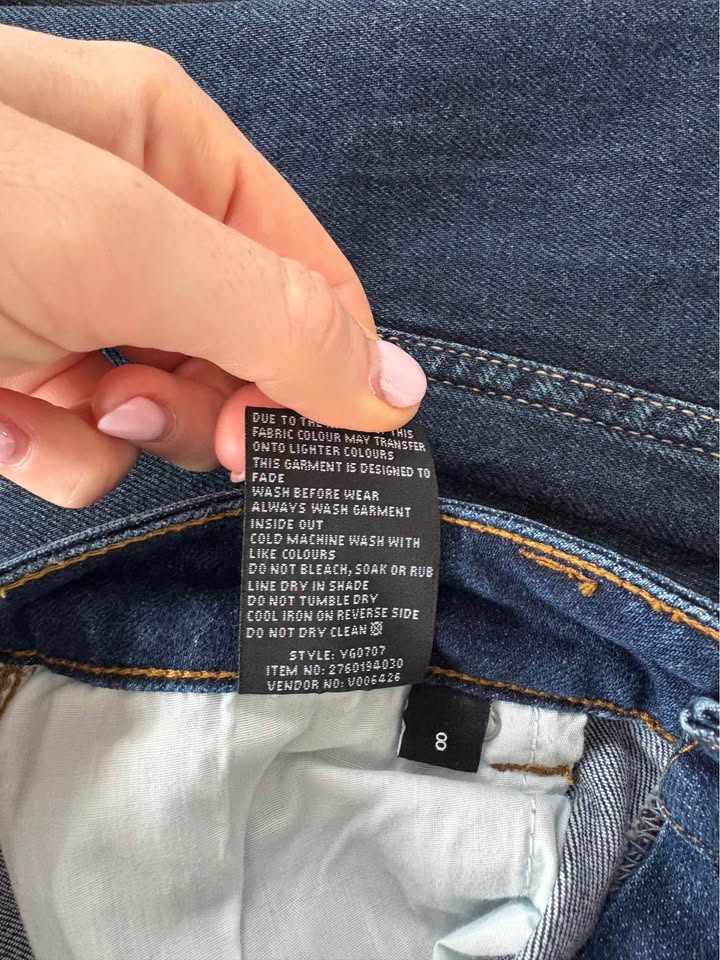 DUE TO THE THIS
FABRIC COLOUR MAY TRANSFER
ONTO LIGHTER COLOURS
THIS GARMENT IS DESIGNED TO
FADE
WASH BEFORE WEAR
ALWAYS WASH GARMENT
INSIDE OUT
COLD MACHINE WASH WITH
LIKE COLOURS
DO NOT BLEACH, SOAK OR RUB
LINE DRY IN SHADE
DO NOT TUMBLE DRY
COOL IRON ON REVERSE SIDE
DO NOT DRY CLEAN
STYLE: YG0707
ITEM NO: 2760194030
VENDOR NO: V006426
8